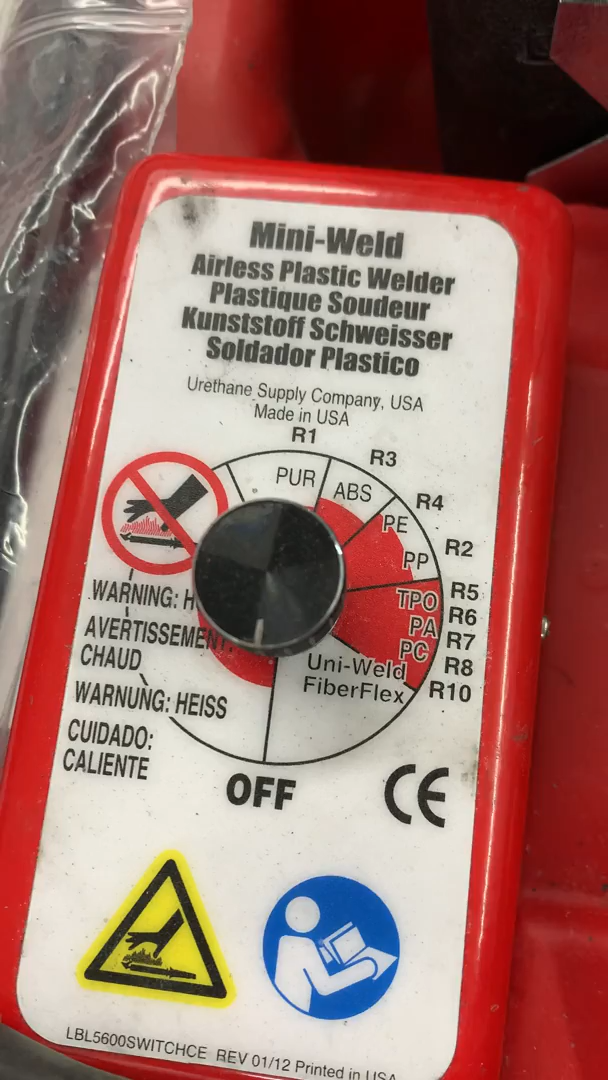 Mini-Weld
Airless Plastic Welder
Plastique Soudeur
Kunststoff Schweisser
Soldador Plastico
Urethane Supply Company, USA
Made in USA
R1
R3
PUR
ABS
R4
PE
R2
PP
R5
TPO
R6
PA
R7
PC
R8
Uni-Weld
FiberFlex
R10
WARNING: H
AVERTISSEMENT:
CHAUD
WARNUNG: HEISS
CUIDADO:
CALIENTE
OFF
CE
LBL5600SWITCHCE REV 01/12 Printed in USA